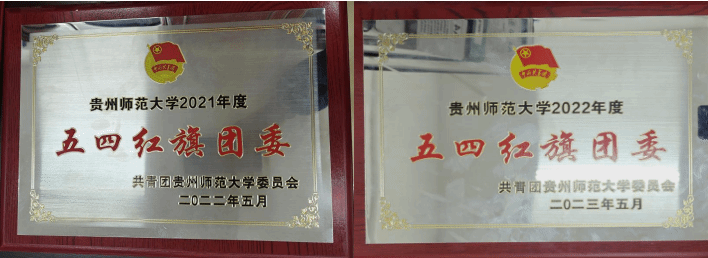 贵州师范大学2021年度
五四红旗团委
共青团贵州师范大学委员会
二〇二二年五月
贵州师范大学2022年度
五四红旗团委
共青团贵州师范大学委员会
二〇二三年五月